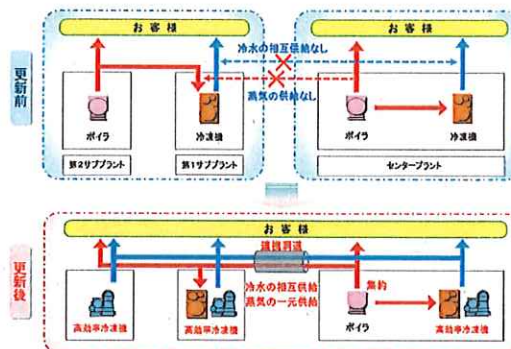 更新前
お客様
お客様
冷水の相互供給なし
蒸気の供給なし
ボイラ
冷凍機
ボイラ
冷凍機
第2サブプラント
第1サブプラント
センタープラント
更新後
お客様
連携洞道
冷水の相互供給
蒸気の一元供給
集約
高効率冷凍機
高効率冷凍機
ボイラ
高効率冷凍機